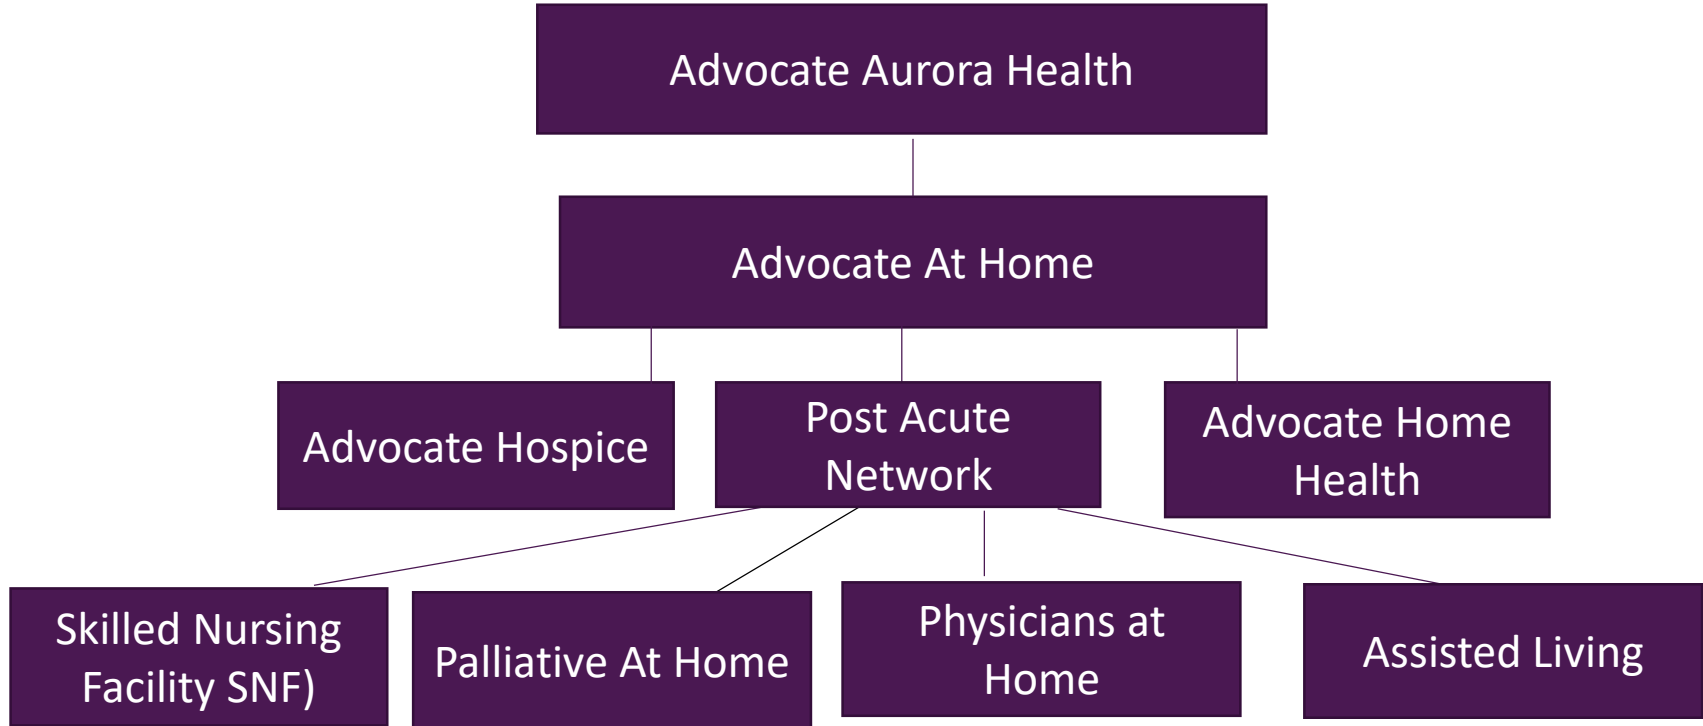 Advocate Aurora Health
Advocate At Home
Advocate Hospice
Post Acute
Network
Advocate Home
Health
Skilled Nursing
Facility SNF)
Palliative At Home
Physicians at
Home
Assisted Living